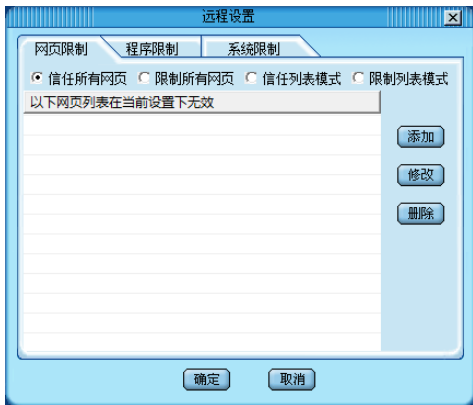 远程设置
网页限制 程序限制 系统限制
信任所有网页 限制所有网页 信任列表模式 限制列表模式
以下网页列表在当前设置下无效
添加
修改
删除
确定 取消